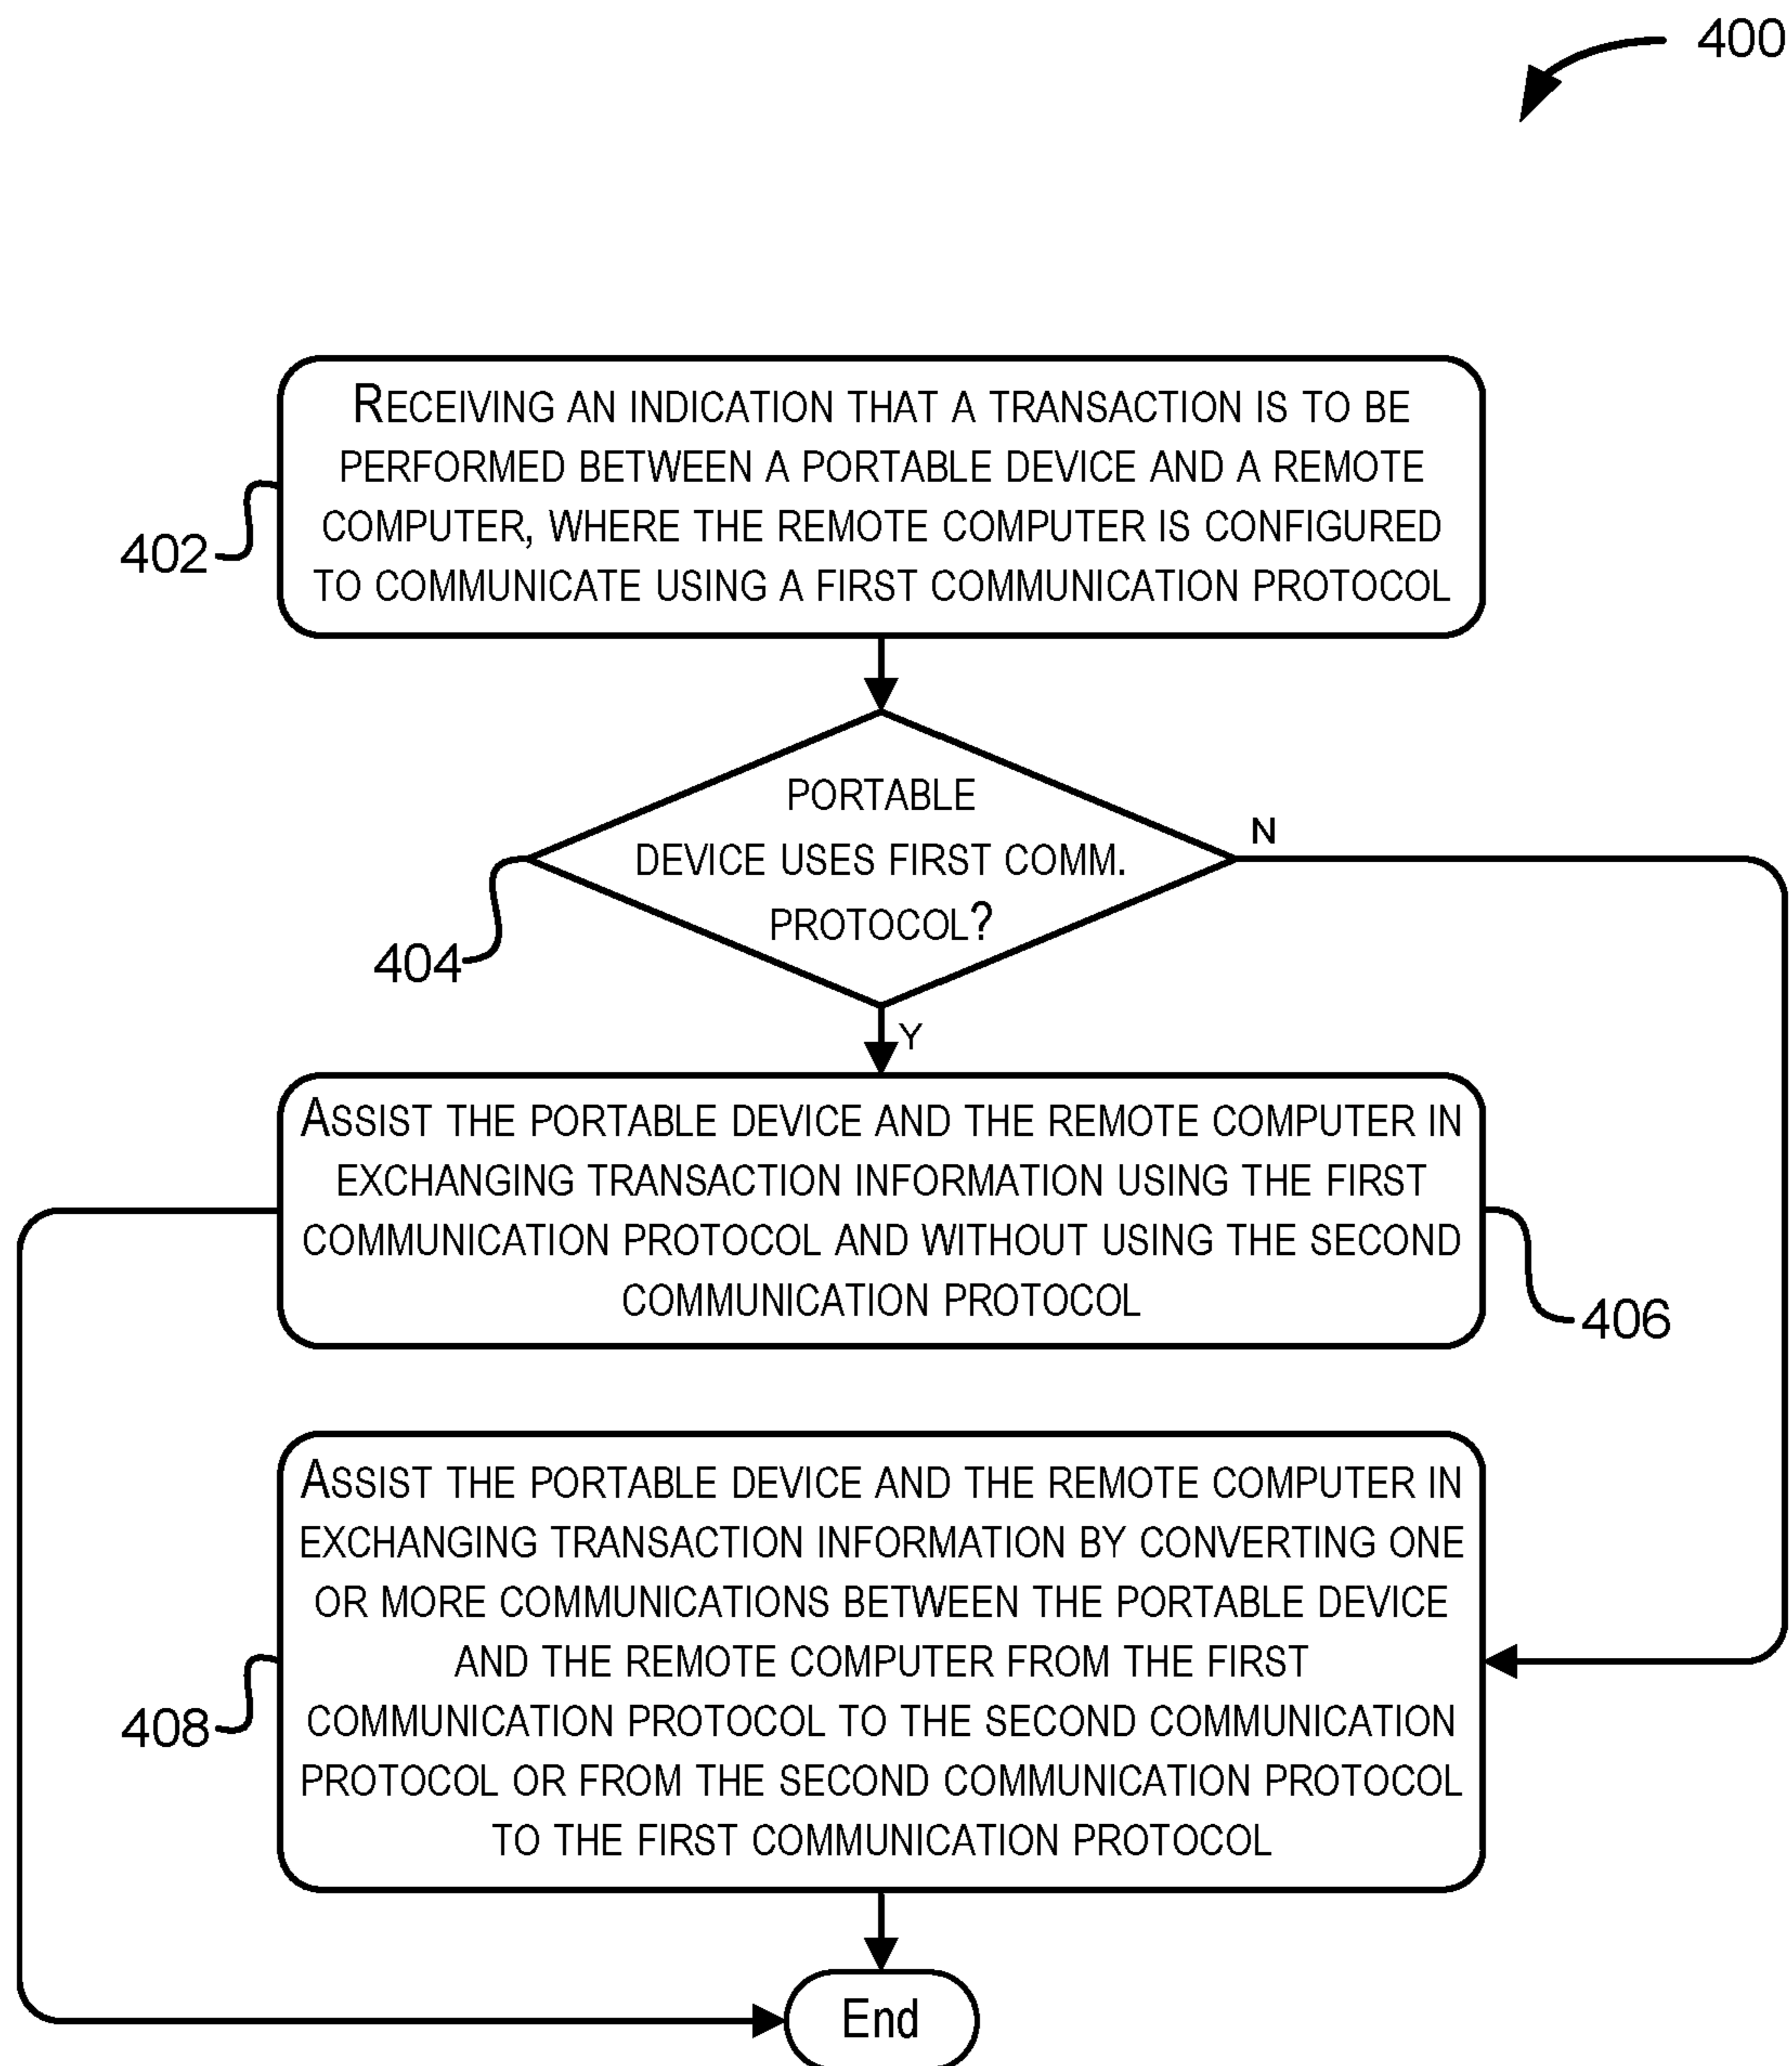 400
RECEIVING AN INDICATION THAT A TRANSACTION IS TO BE
PERFORMED BETWEEN A PORTABLE DEVICE AND A REMOTE
COMPUTER, WHERE THE REMOTE COMPUTER IS CONFIGURED
TO COMMUNICATE USING A FIRST COMMUNICATION PROTOCOL
402
PORTABLE
DEVICE USES FIRST COMM.
PROTOCOL?
N
404
Y
ASSIST THE PORTABLE DEVICE AND THE REMOTE COMPUTER IN
EXCHANGING TRANSACTION INFORMATION USING THE FIRST
COMMUNICATION PROTOCOL AND WITHOUT USING THE SECOND
COMMUNICATION PROTOCOL
406
ASSIST THE PORTABLE DEVICE AND THE REMOTE COMPUTER IN
EXCHANGING TRANSACTION INFORMATION BY CONVERTING ONE
OR MORE COMMUNICATIONS BETWEEN THE PORTABLE DEVICE
AND THE REMOTE COMPUTER FROM THE FIRST
COMMUNICATION PROTOCOL TO THE SECOND COMMUNICATION
PROTOCOL OR FROM THE SECOND COMMUNICATION PROTOCOL
TO THE FIRST COMMUNICATION PROTOCOL
408
End